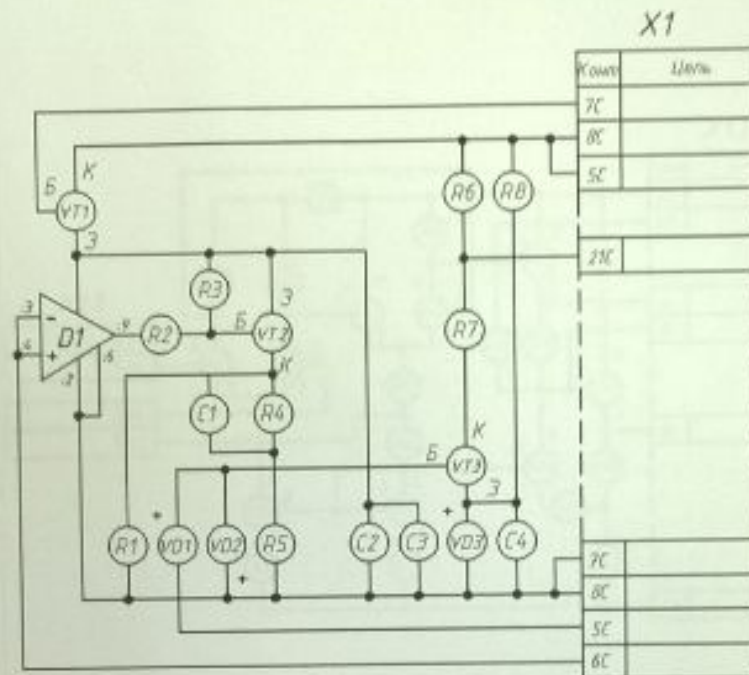 X1
Конт Цепь
7С
8С
5С
К
Б
VT1
Э
R6 R8
21С
R3
3 -
D1
9
R2
Б
VT2
Э
R7
4 +
2
6
К
C1 R4
К
Б
VT3
Э
+
+
R1 VD1 VD2 R5 C2 C3 VD3 C4
+
7С
8С
5С
6С